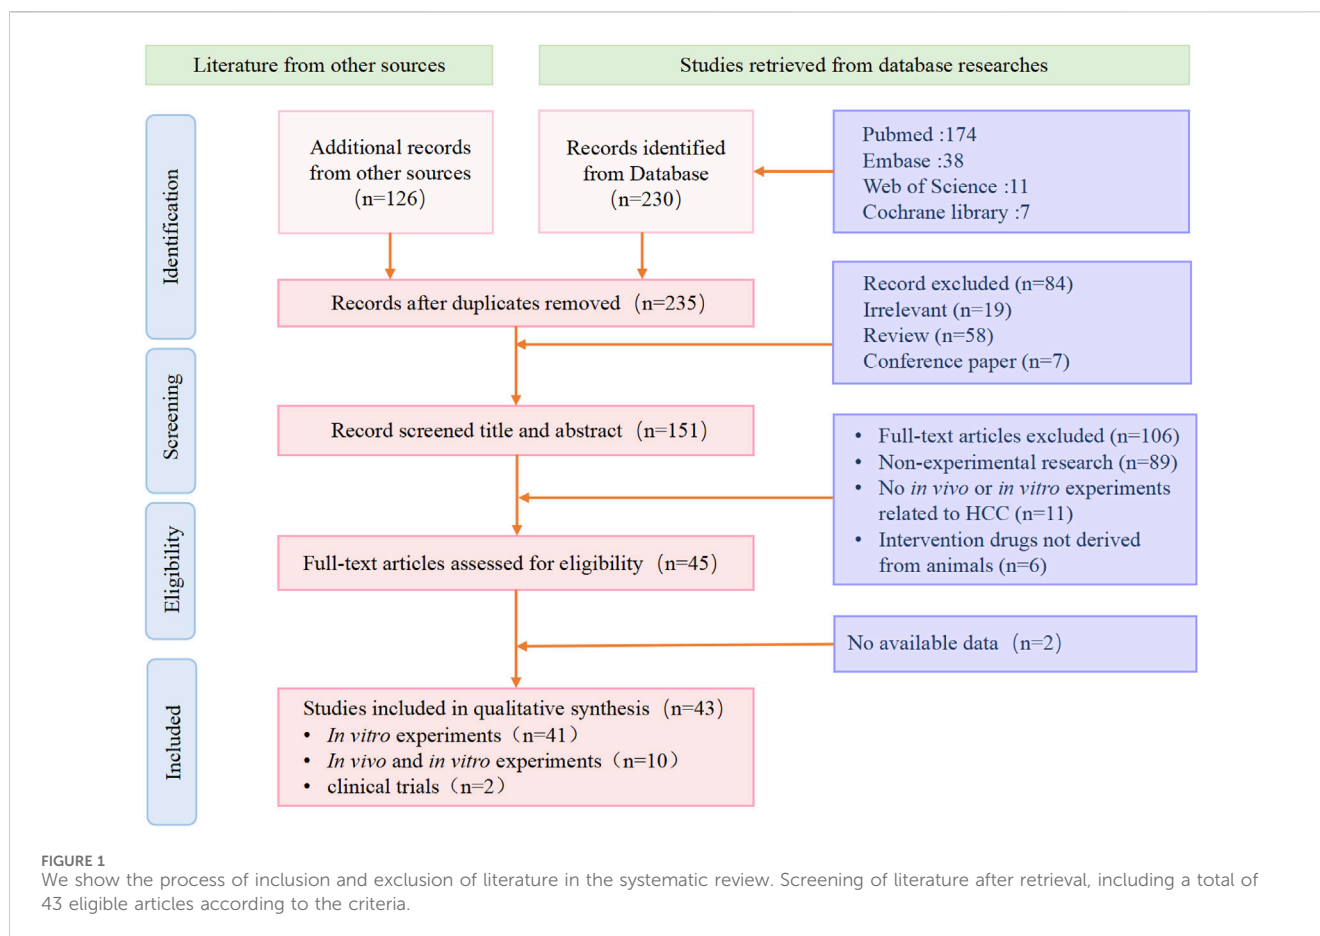 Literature from other sources
Studies retrieved from database researches
Identification
Additional records
from other sources
(n=126)
Records identified
from Database
(n=230)
Pubmed :174
Embase :38
Web of Science :11
Cochrane library :7
Records after duplicates removed（n=235)
Record excluded (n=84)
Irrelevant (n=19)
Review (n=58)
Conference paper (n=7)
Screening
Record screened title and abstract（n=151)
• Full-text articles excluded (n=106)
• Non-experimental research (n=89)
• No in vivo or in vitro experiments
related to HCC (n=11)
• Intervention drugs not derived
from animals (n=6)
Eligibility
Full-text articles assessed for eligibility（n=45)
No available data（n=2)
Included
Studies included in qualitative synthesis（n=43)
• In vitro experiments（n=41）
• In vivo and in vitro experiments（n=10）
• clinical trials（n=2）
FIGURE 1
We show the process of inclusion and exclusion of literature in the systematic review. Screening of literature after retrieval, including a total of
43 eligible articles according to the criteria.